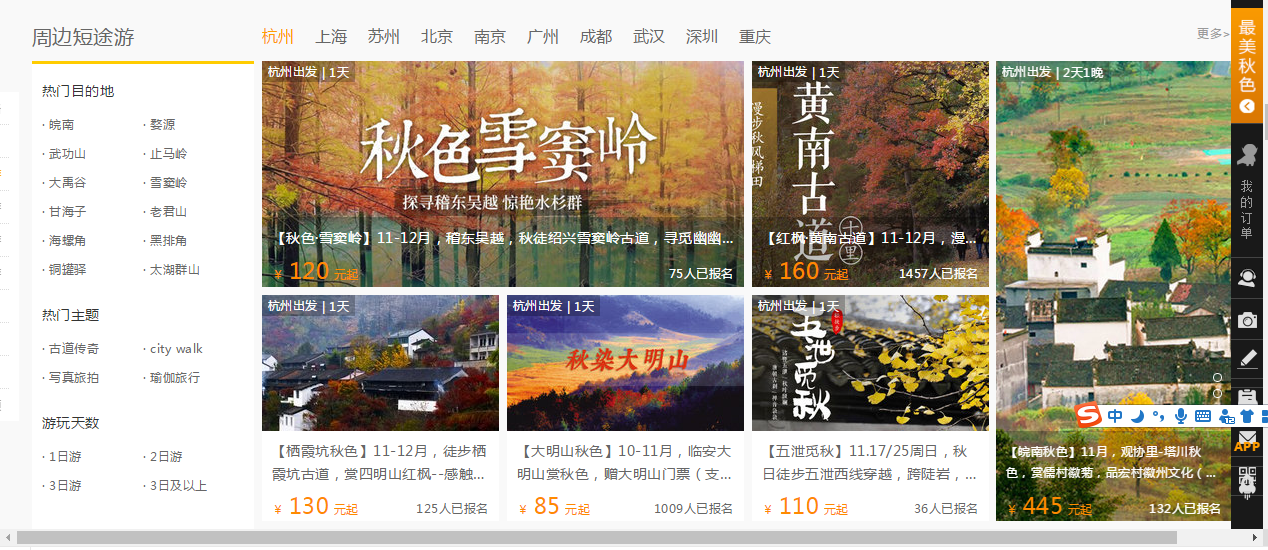 周边短途游
杭州 上海 苏州 北京 南京 广州 成都 武汉 深圳 重庆
更多>
热门目的地
· 皖南 · 婺源
· 武功山 · 止马岭
· 大禹谷 · 雪窦岭
· 甘海子 · 老君山
· 海螺角 · 黑排角
· 铜罐驿 · 太湖群山
热门主题
· 古道传奇 · city walk
· 写真旅拍 · 瑜伽旅行
游玩天数
· 1日游 · 2日游
· 3日游 · 3日及以上
杭州出发 | 1天
秋色雪窦岭
探寻稽东吴越 惊艳水杉群
【秋色·雪窦岭】11-12月，稽东吴越，秋徒绍兴雪窦岭古道，寻觅幽幽...
¥ 120 元起 75人已报名
杭州出发 | 1天
漫步秋风梯田
黄南古道
十里
【红枫·黄南古道】11-12月，漫...
¥ 160 元起 1457人已报名
杭州出发 | 2天1晚
【皖南秋色】11月，观协里-塔川秋
色，赏儒村徽菊，品宏村徽州文化（...
¥ 445 元起 132人已报名
杭州出发 | 1天
【栖霞坑秋色】11-12月，徒步栖
霞坑古道，赏四明山红枫--感触...
¥ 130 元起 125人已报名
杭州出发 | 1天
秋染大明山
【大明山秋色】10-11月，临安大
明山赏秋色，赠大明山门票（支...
¥ 85 元起 1009人已报名
杭州出发 | 1天
五泄觅秋
【五泄觅秋】11.17/25周日，秋
日徒步五泄西线穿越，跨陡岩，...
¥ 110 元起 36人已报名
最美秋色
我的订单
S 中
APP